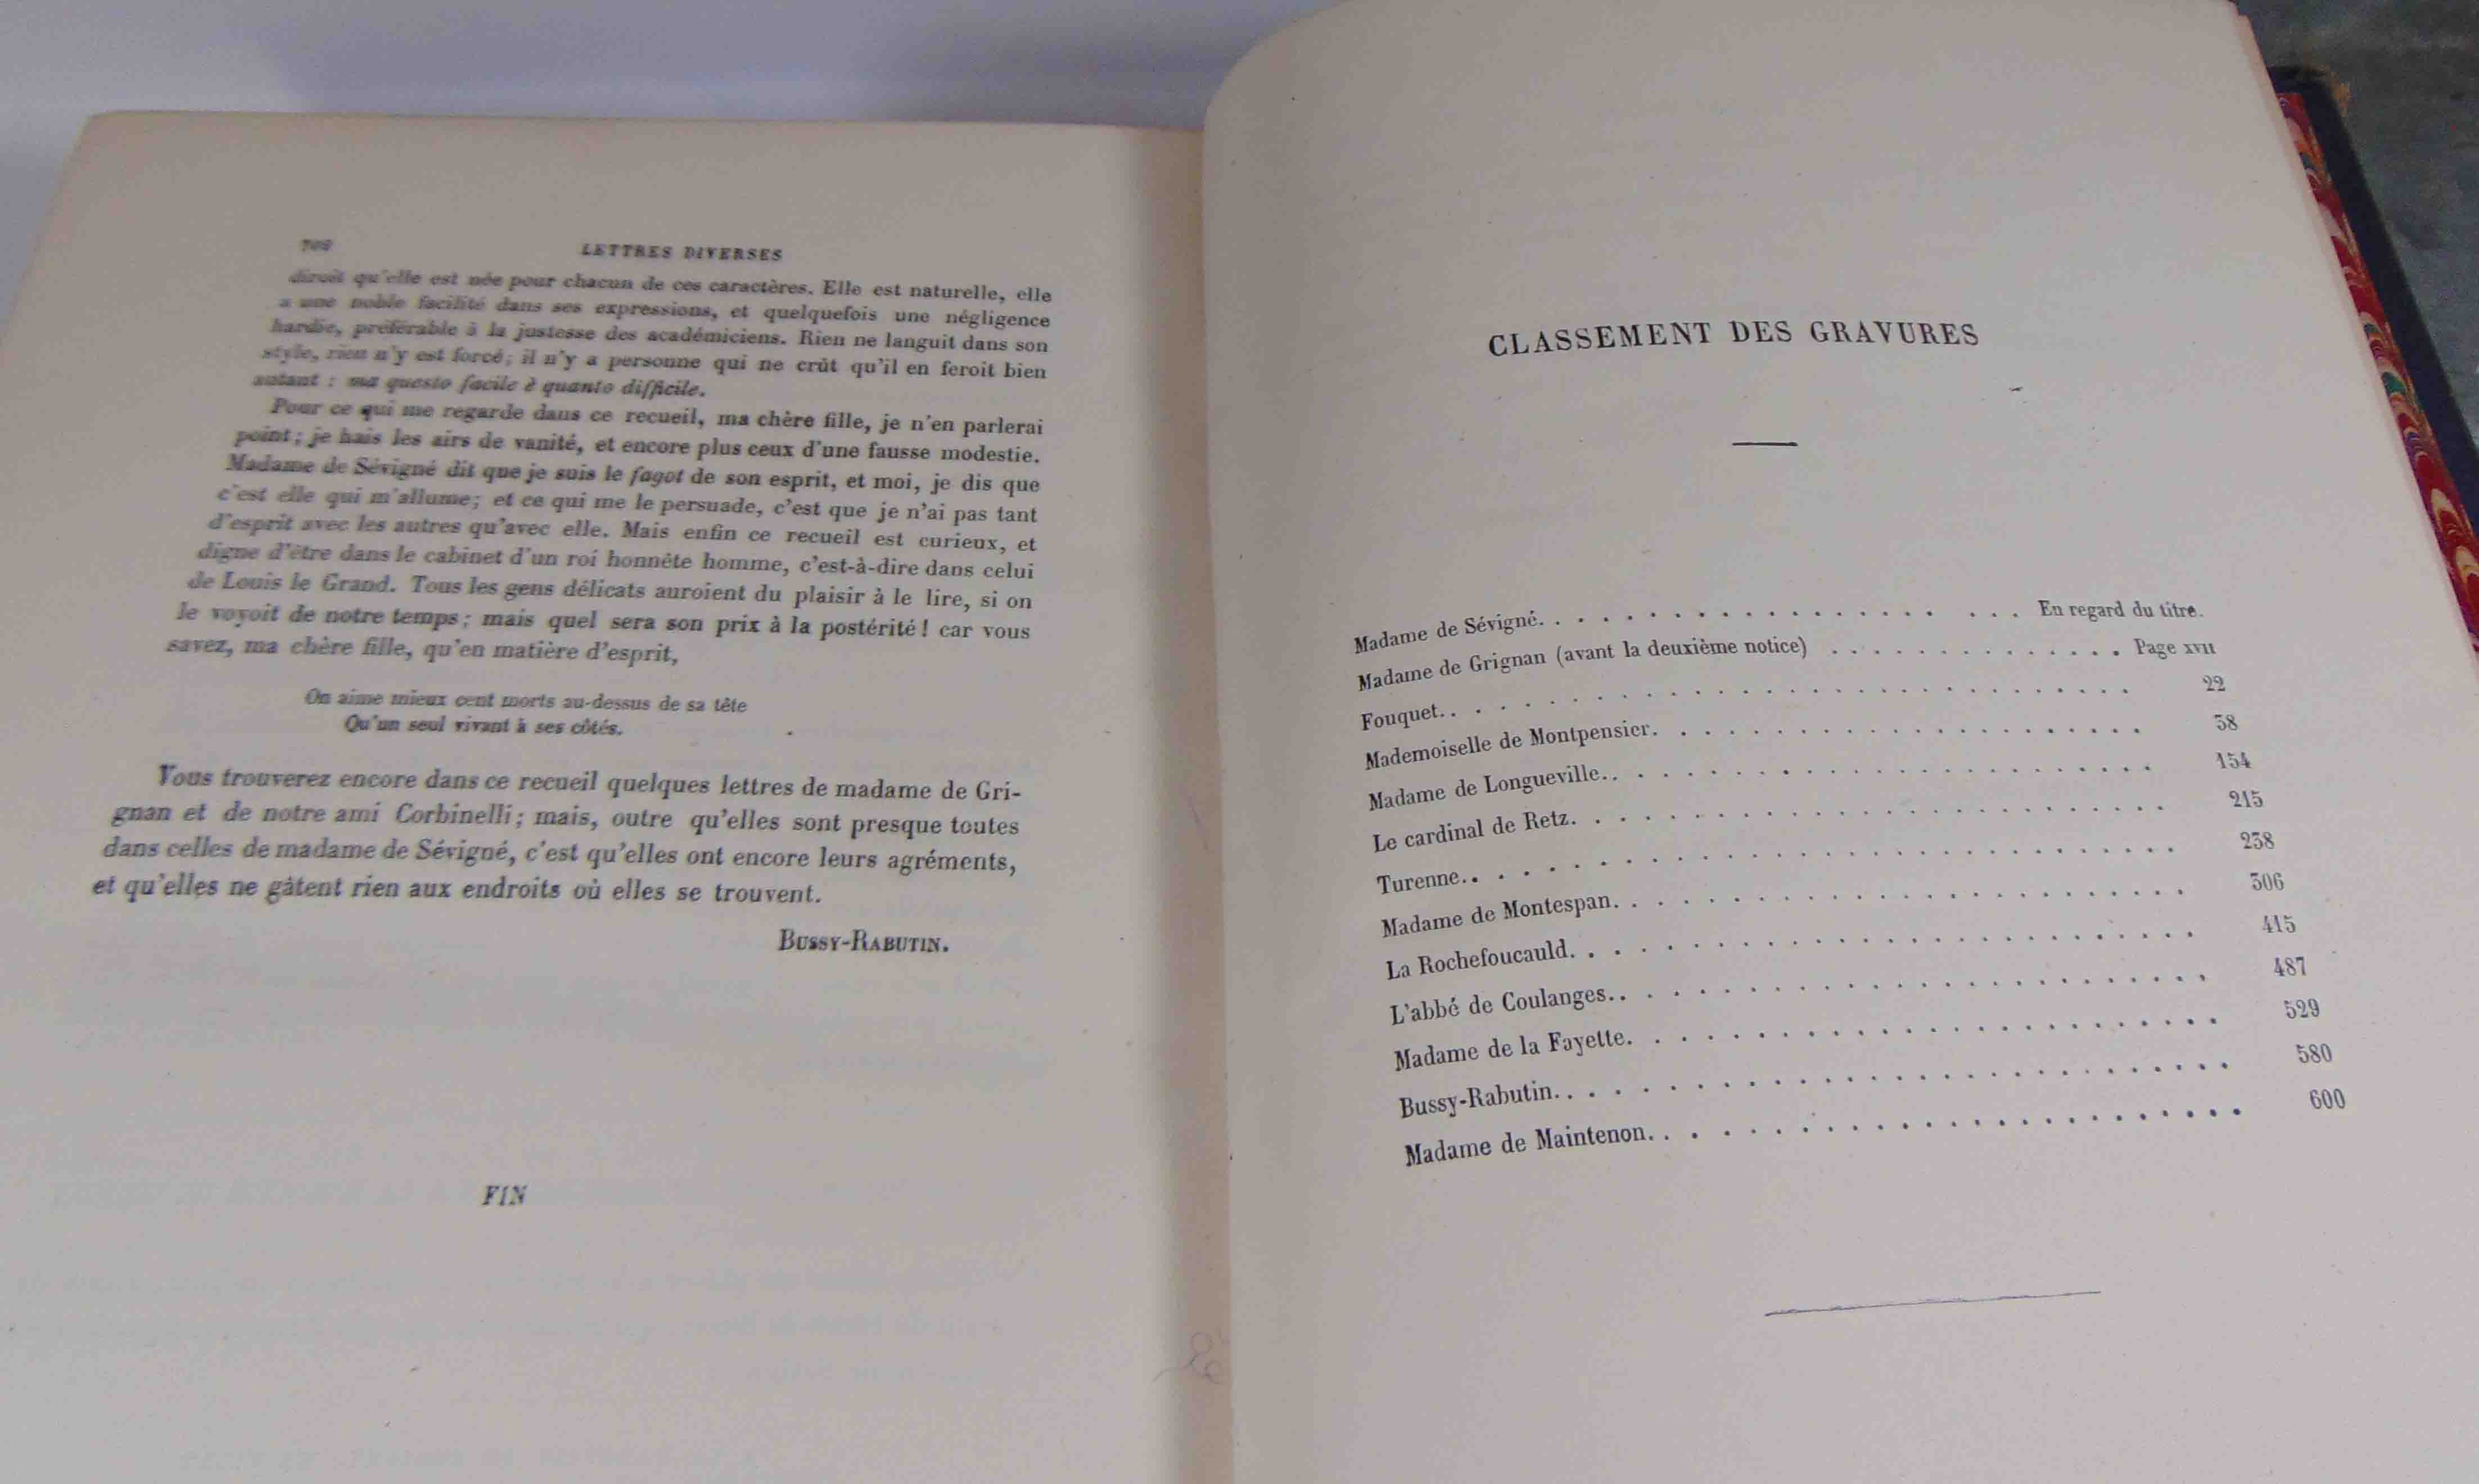 708
LETTRES DIVERSES
diroit qu'elle est née pour chacun de ces caractères. Elle est naturelle, elle
a une noble facilité dans ses expressions, et quelquefois une négligence
hardie, préférable à la justesse des académiciens. Rien ne languit dans son
style, rien n'y est forcé; il n'y a personne qui ne crût qu'il en feroit bien
autant : ma questo facile è quanto difficile.
Pour ce qui me regarde dans ce recueil, ma chère fille, je n'en parlerai
point; je hais les airs de vanité, et encore plus ceux d'une fausse modestie.
Madame de Sévigné dit que je suis le fagot de son esprit, et moi, je dis que
c'est elle qui m'allume; et ce qui me le persuade, c'est que je n'ai pas tant
d'esprit avec les autres qu'avec elle. Mais enfin ce recueil est curieux, et
digne d'être dans le cabinet d'un roi honnête homme, c'est-à-dire dans celui
de Louis le Grand. Tous les gens délicats auroient du plaisir à le lire, si on
le voyoit de notre temps; mais quel sera son prix à la postérité! car vous
savez, ma chère fille, qu'en matière d'esprit,
On aime mieux cent morts au-dessus de sa tête
Qu'un seul vivant à ses côtés.
Vous trouverez encore dans ce recueil quelques lettres de madame de Gri-
gnan et de notre ami Corbinelli; mais, outre qu'elles sont presque toutes
dans celles de madame de Sévigné, c'est qu'elles ont encore leurs agréments,
et qu'elles ne gâtent rien aux endroits où elles se trouvent.
BUSSY-RABUTIN.
FIN
CLASSEMENT DES GRAVURES
Madame de Sévigné. . . . . . . . . . . . . . . . . . . . En regard du titre.
Madame de Grignan (avant la deuxième notice) . . . . . . . . . . . . Page XVII
Fouquet. . . . . . . . . . . . . . . . . . . . . . . . . . 22
Mademoiselle de Montpensier. . . . . . . . . . . . . . . . . . . 38
Madame de Longueville. . . . . . . . . . . . . . . . . . . . . 154
Le cardinal de Retz. . . . . . . . . . . . . . . . . . . . . . 215
Turenne. . . . . . . . . . . . . . . . . . . . . . . . . . 238
Madame de Montespan. . . . . . . . . . . . . . . . . . . . . . 306
La Rochefoucauld. . . . . . . . . . . . . . . . . . . . . . . 415
L'abbé de Coulanges. . . . . . . . . . . . . . . . . . . . . . 487
Madame de la Fayette. . . . . . . . . . . . . . . . . . . . . 529
Bussy-Rabutin. . . . . . . . . . . . . . . . . . . . . . . . 580
Madame de Maintenon. . . . . . . . . . . . . . . . . . . . . 600